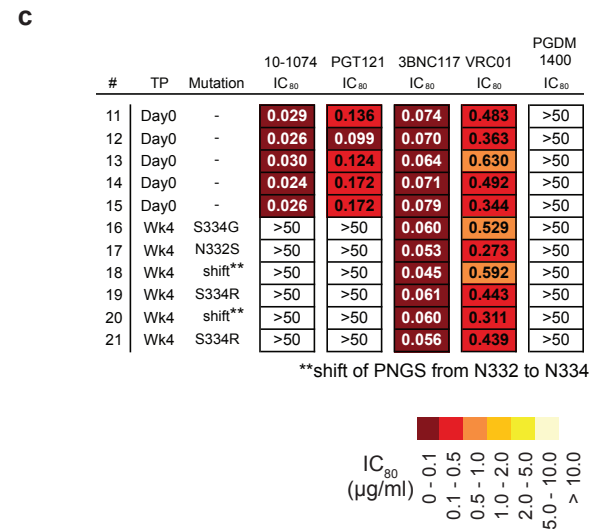 c
PGDM
10-1074 PGT121 3BNC117 VRC01 1400
# TP Mutation IC80 IC80 IC80 IC80 IC80
11 Day0 - 0.029 0.136 0.074 0.483 >50
12 Day0 - 0.026 0.099 0.070 0.363 >50
13 Day0 - 0.030 0.124 0.064 0.630 >50
14 Day0 - 0.024 0.172 0.071 0.492 >50
15 Day0 - 0.026 0.172 0.079 0.344 >50
16 Wk4 S334G >50 >50 0.060 0.529 >50
17 Wk4 N332S >50 >50 0.053 0.273 >50
18 Wk4 shift** >50 >50 0.045 0.592 >50
19 Wk4 S334R >50 >50 0.061 0.443 >50
20 Wk4 shift** >50 >50 0.060 0.311 >50
21 Wk4 S334R >50 >50 0.056 0.439 >50
**shift of PNGS from N332 to N334
IC80
(µg/ml)
0 - 0.1
0.1 - 0.5
0.5 - 1.0
1.0 - 2.0
2.0 - 5.0
5.0 - 10.0
> 10.0